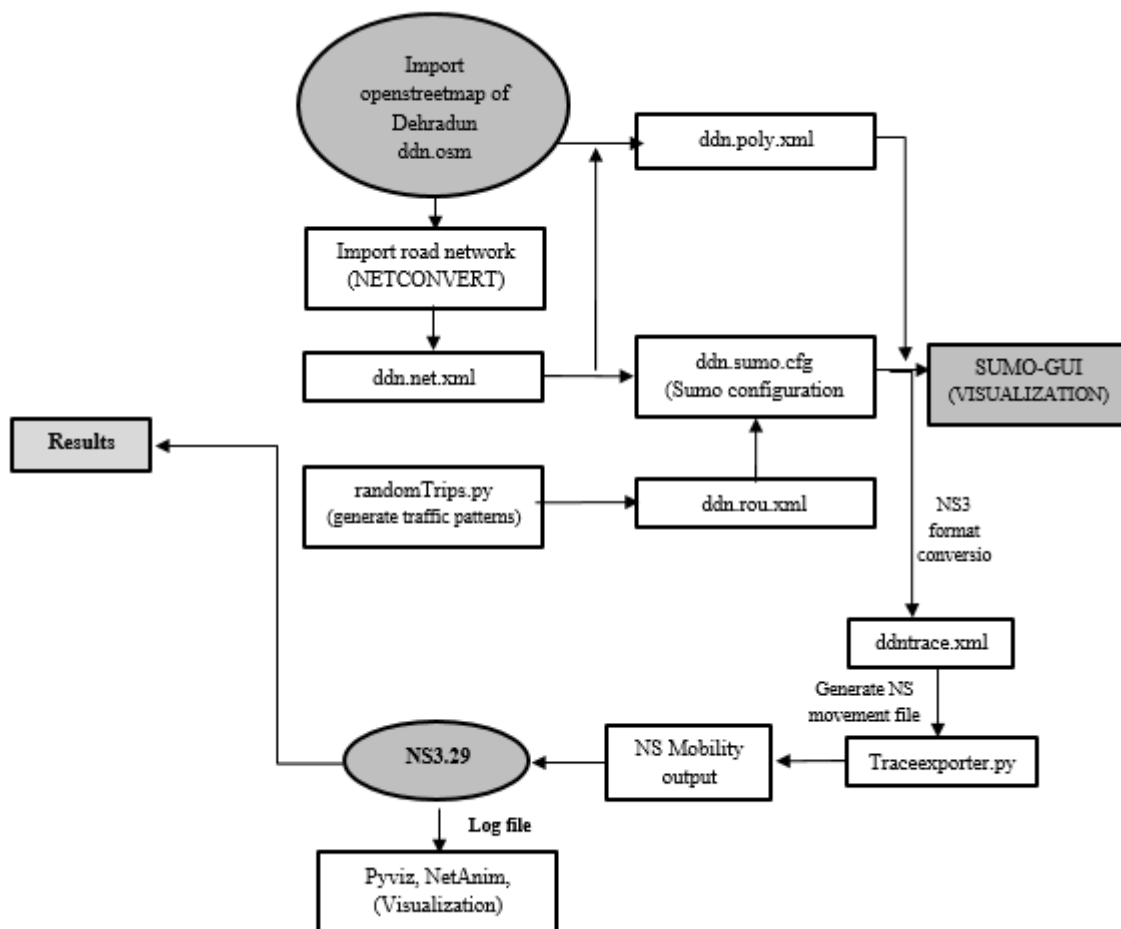 Import
openstreetmap of
Dehradun
ddn.osm
ddn.poly.xml
Import road network
(NETCONVERT)
ddn.net.xml
ddn.sumo.cfg
(Sumo configuration
SUMO-GUI
(VISUALIZATION)
Results
randomTrips.py
(generate traffic patterns)
ddn.rou.xml
NS3
format
conversio
ddntrace.xml
Generate NS
movement file
NS3.29
NS Mobility
output
Traceexporter.py
Log file
Pyviz, NetAnim,
(Visualization)